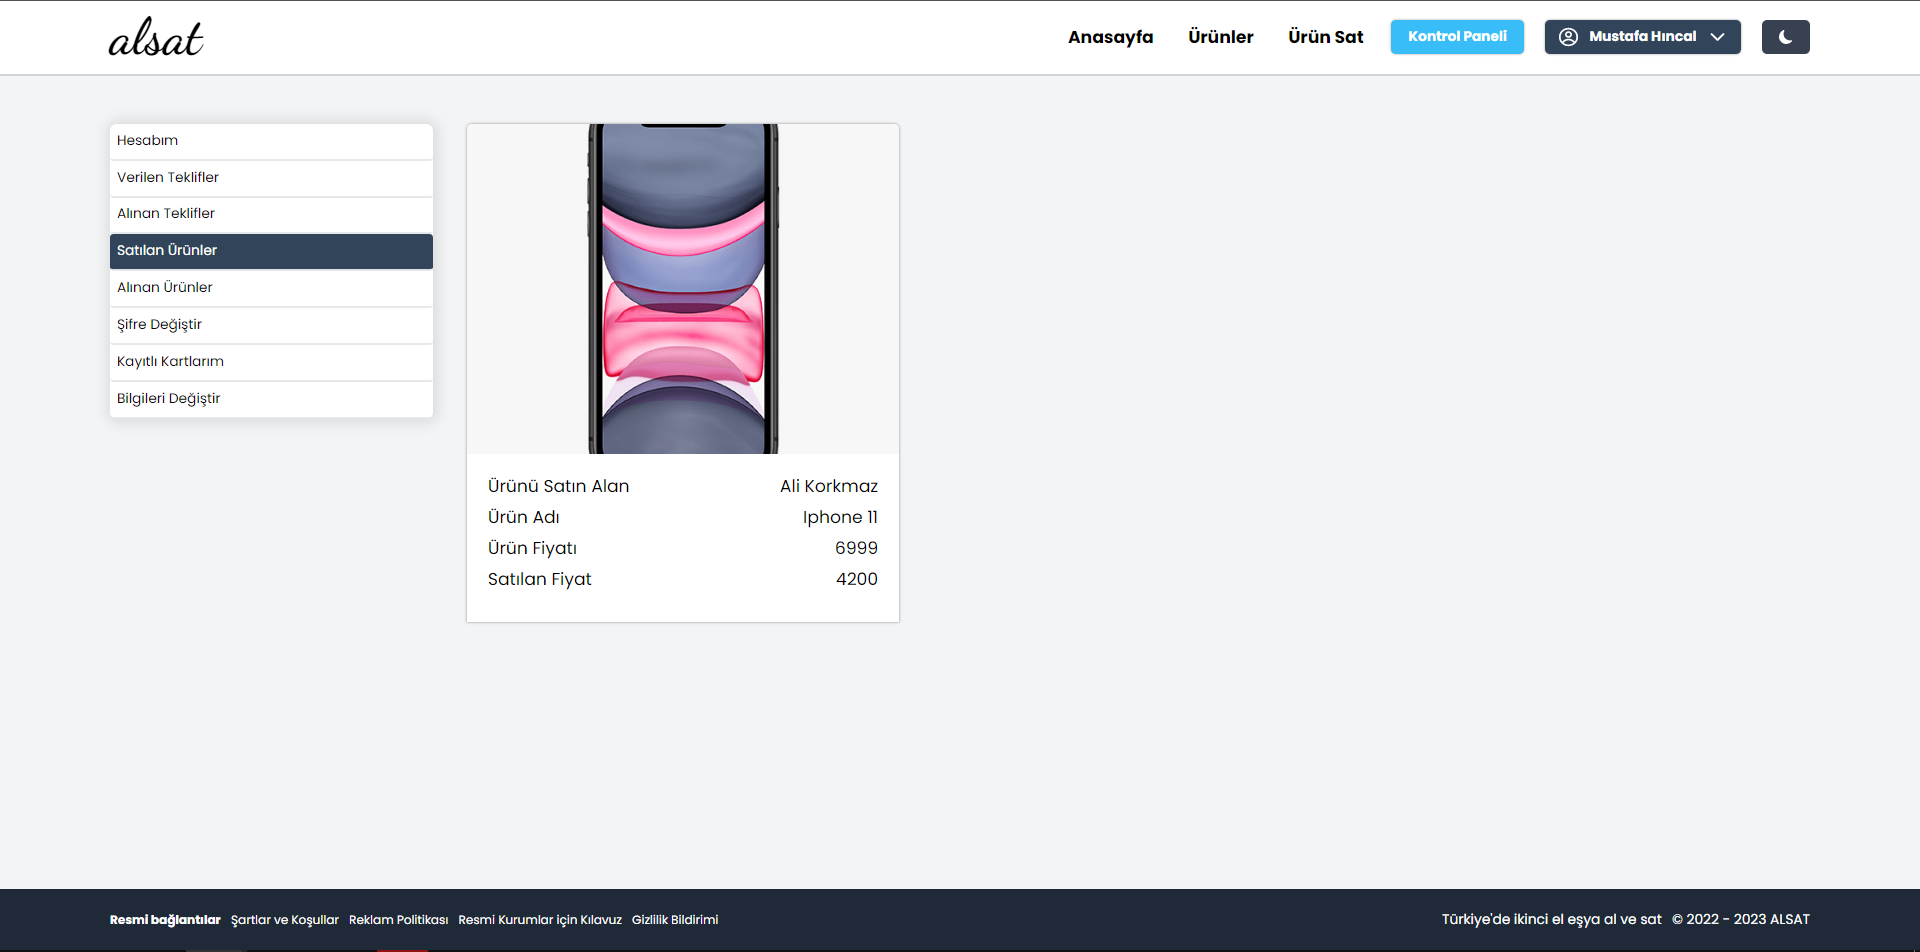 alsat
Anasayfa Ürünler Ürün Sat Kontrol Paneli Mustafa Hıncal
Hesabım
Verilen Teklifler
Alınan Teklifler
Satılan Ürünler
Alınan Ürünler
Şifre Değiştir
Kayıtlı Kartlarım
Bilgileri Değiştir
Ürünü Satın Alan Ali Korkmaz
Ürün Adı Iphone 11
Ürün Fiyatı 6999
Satılan Fiyat 4200
Resmi bağlantılar Şartlar ve Koşullar Reklam Politikası Resmi Kurumlar için Kılavuz Gizlilik Bildirimi Türkiye'de ikinci el eşya al ve sat © 2022 - 2023 ALSAT